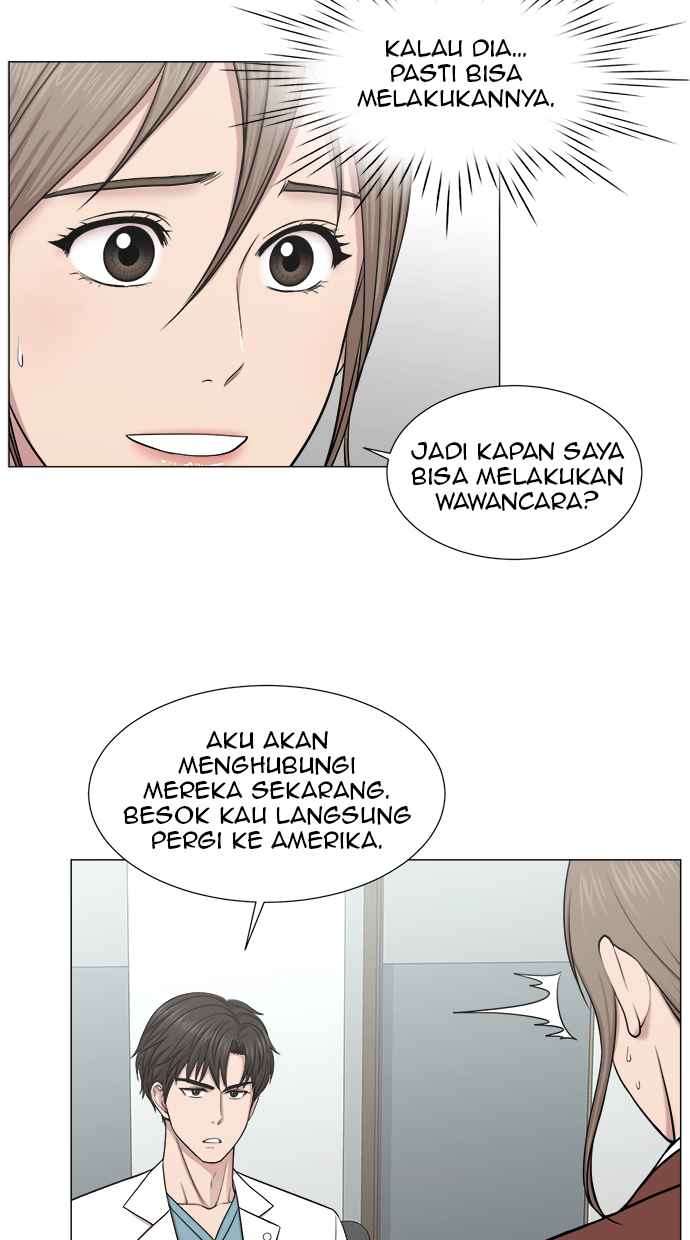 KALAU DIA...
PASTI BISA
MELAKUKANNYA.
JADI KAPAN SAYA
BISA MELAKUKAN
WAWANCARA?
AKU AKAN
MENGHUBUNGI
MEREKA SEKARANG.
BESOK KAU LANGSUNG
PERGI KE AMERIKA.